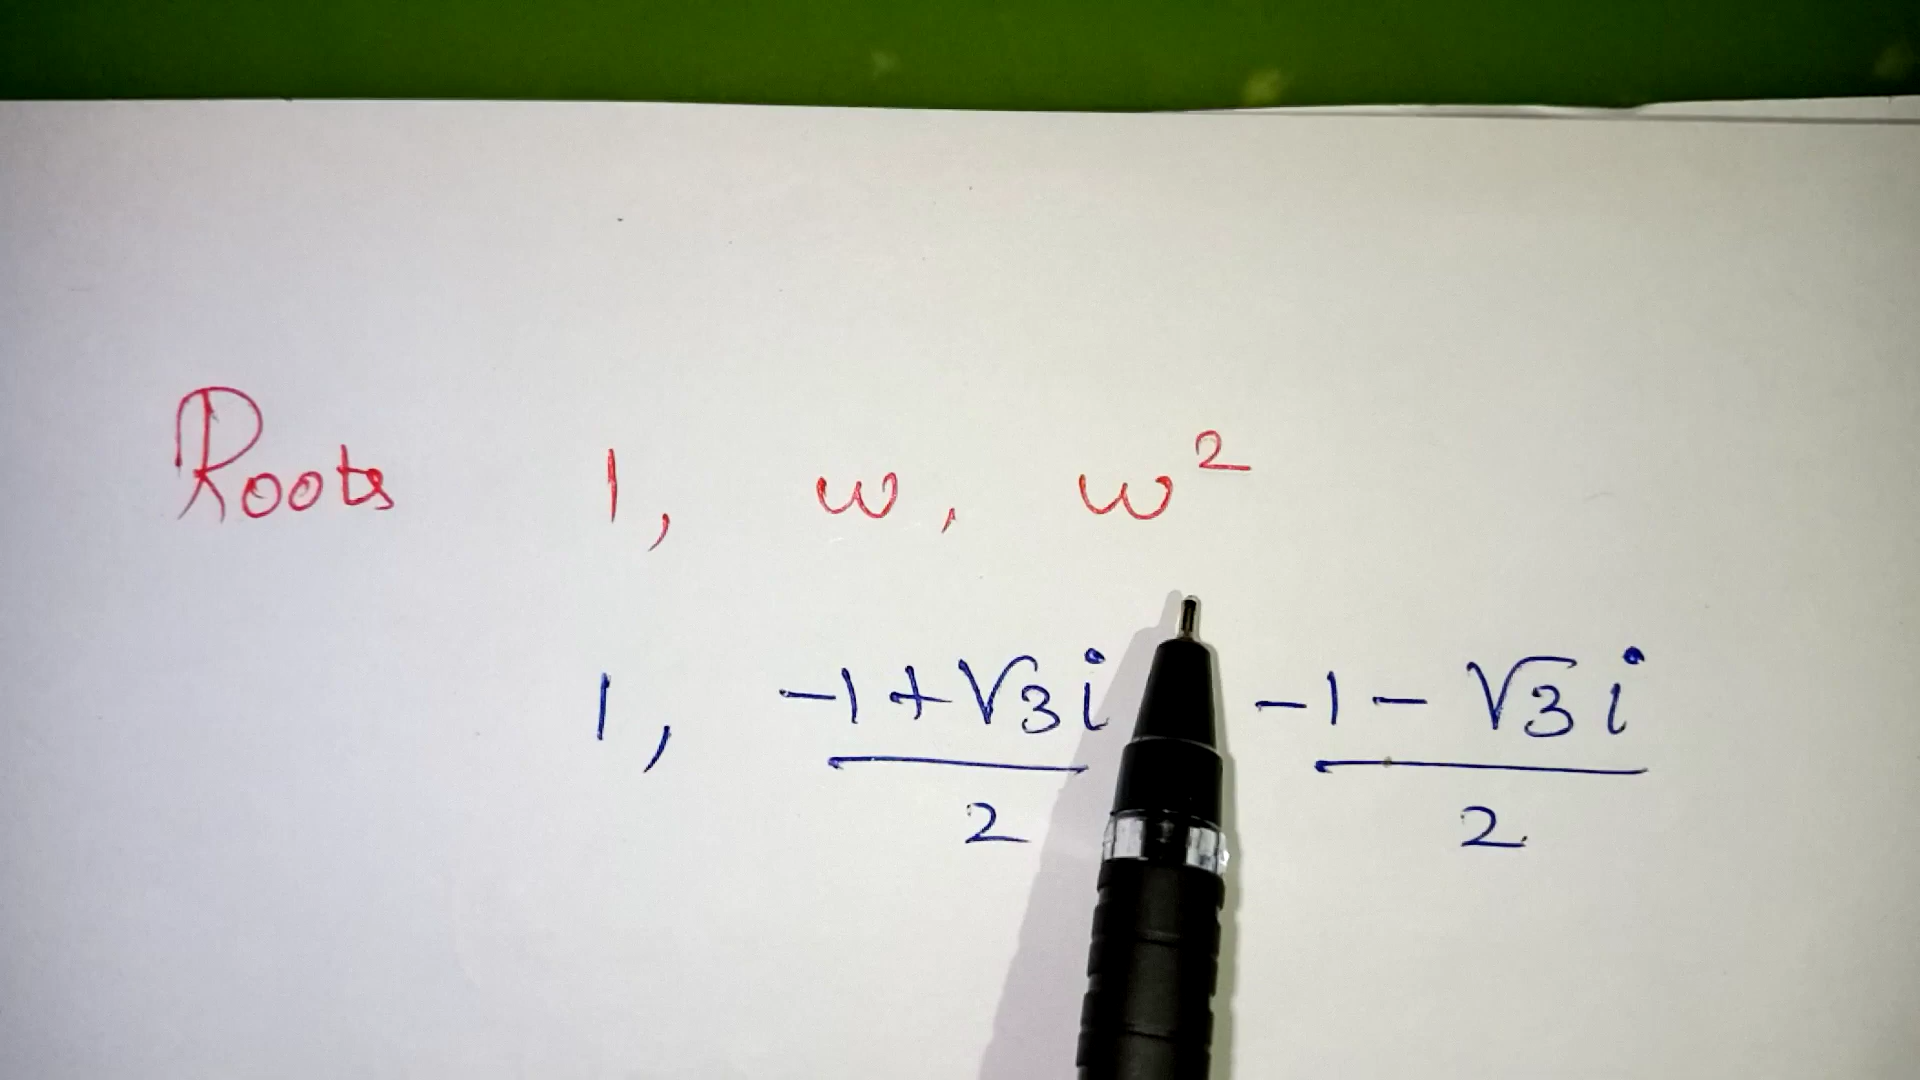 Roots 1, ω, ω²
1, (-1+√3i)/2 (-1-√3i)/2